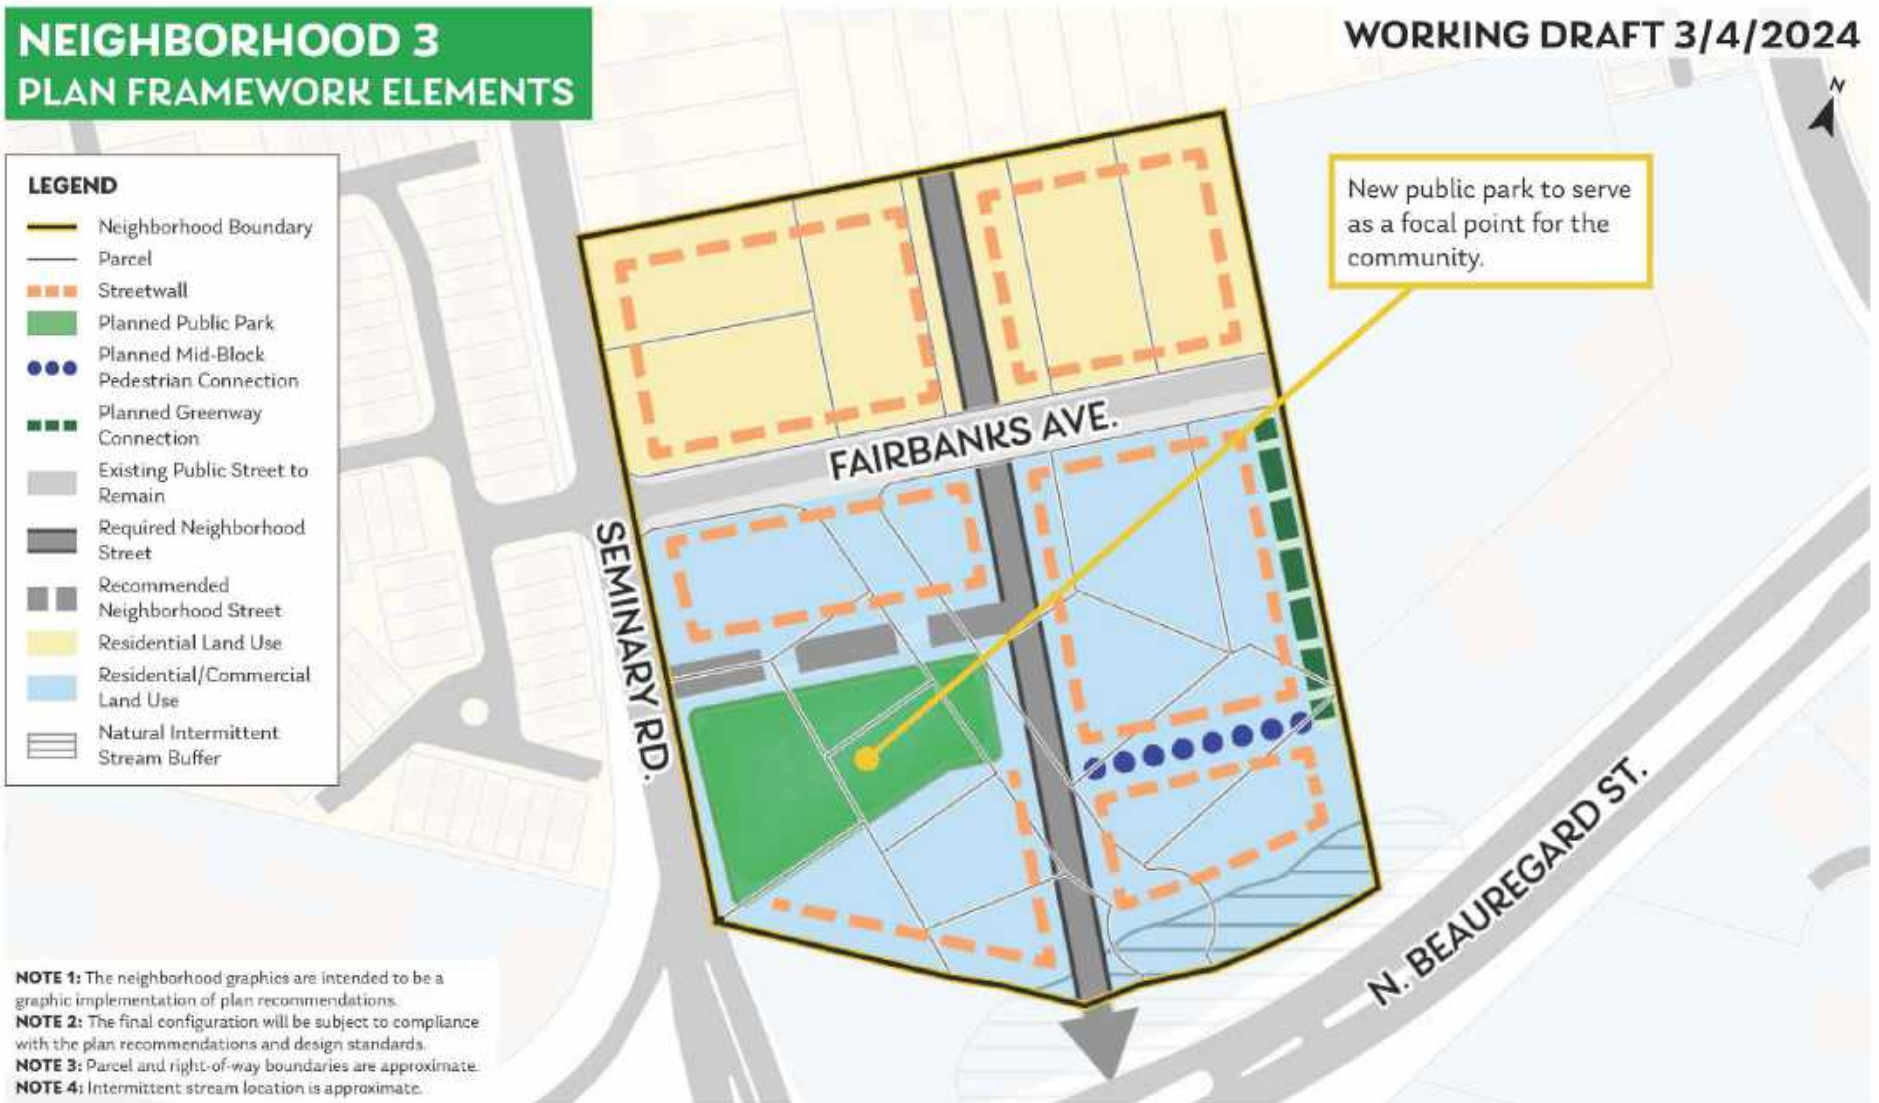 NEIGHBORHOOD 3
PLAN FRAMEWORK ELEMENTS
WORKING DRAFT 3/4/2024
N
LEGEND
Neighborhood Boundary
Parcel
Streetwall
Planned Public Park
Planned Mid-Block
Pedestrian Connection
Planned Greenway
Connection
Existing Public Street to
Remain
Required Neighborhood
Street
Recommended
Neighborhood Street
Residential Land Use
Residential/Commercial
Land Use
Natural Intermittent
Stream Buffer
New public park to serve
as a focal point for the
community.
FAIRBANKS AVE.
SEMINARY RD.
N. BEAUREGARD ST.
NOTE 1: The neighborhood graphics are intended to be a
graphic implementation of plan recommendations.
NOTE 2: The final configuration will be subject to compliance
with the plan recommendations and design standards.
NOTE 3: Parcel and right-of-way boundaries are approximate.
NOTE 4: Intermittent stream location is approximate.